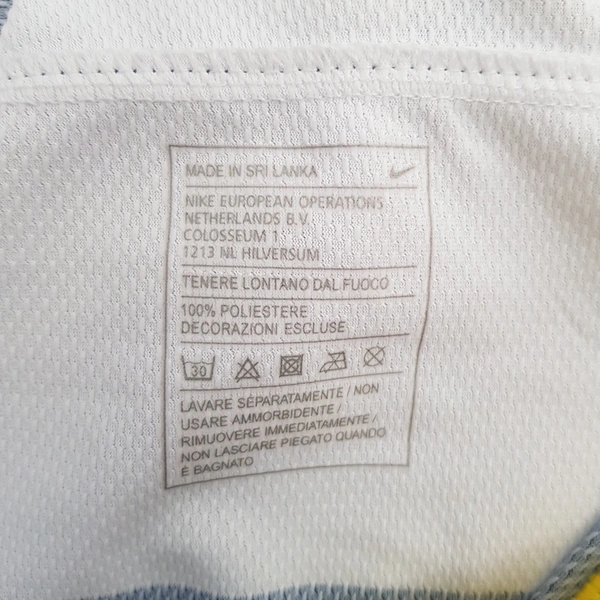 MADE IN SRI LANKA
NIKE EUROPEAN OPERATIONS
NETHERLANDS B.V.
COLOSSEUM 1
1213 NL HILVERSUM
TENERE LONTANO DAL FUOCO
100% POLIESTERE
DECORAZIONI ESCLUSE
30
LAVARE SEPARATAMENTE / NON
USARE AMMORBIDENTE /
RIMUOVERE IMMEDIATAMENTE /
NON LASCIARE PIEGATO QUANDO
È BAGNATO